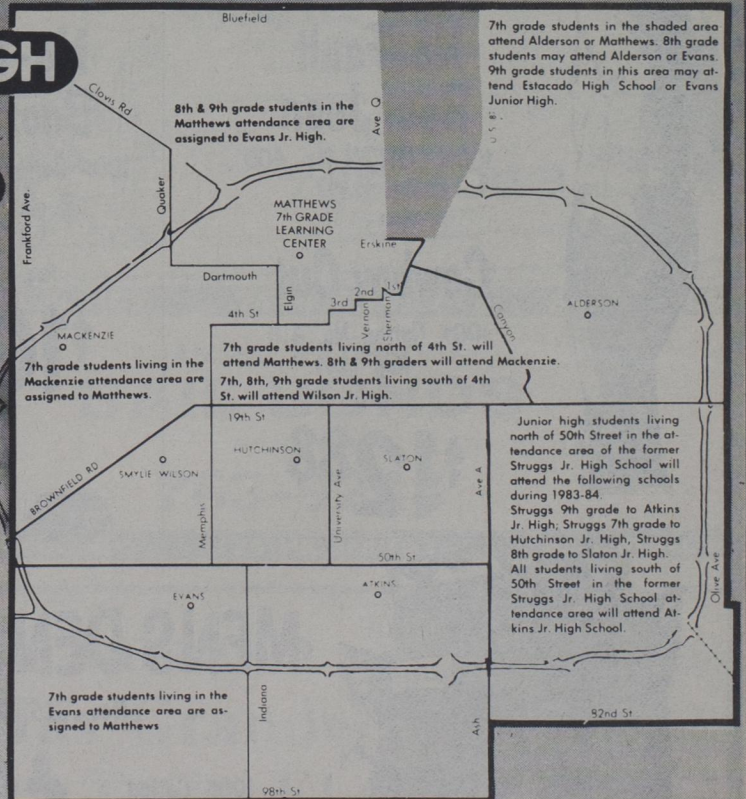 GH
Bluefield
7th grade students in the shaded area
attend Alderson or Matthews. 8th grade
students may attend Alderson or Evans.
9th grade students in this area may at-
tend Estacado High School or Evans
Junior High.
Clovis Rd
8th & 9th grade students in the
Matthews attendance area are
assigned to Evans Jr. High.
Ave Q
U S 8
Frankford Ave.
Quaker
MATTHEWS
7th GRADE
LEARNING
CENTER
Erskine
Dartmouth
Elgin
4th St
3rd
2nd
1st
Vernon
Sherman
Canyon
ALDERSON
MACKENZIE
7th grade students living in the
Mackenzie attendance area are
assigned to Matthews.
7th grade students living north of 4th St. will
attend Matthews. 8th & 9th graders will attend Mackenzie.
7th, 8th, 9th grade students living south of 4th
St. will attend Wilson Jr. High.
19th St
BROWNFIELD RD
SMYLIE WILSON
Memphis
HUTCHINSON
University Ave
SLATON
Ave A
50th St.
Junior high students living
north of 50th Street in the at-
tendance area of the former
Struggs Jr. High School will
attend the following schools
during 1983-84.
Struggs 9th grade to Atkins
Jr. High; Struggs 7th grade to
Hutchinson Jr. High, Struggs
8th grade to Slaton Jr. High.
All students living south of
50th Street in the former
Struggs Jr. High School at-
tendance area will attend At-
kins Jr. High School.
Olive Ave
EVANS
ATKINS
7th grade students living in the
Evans attendance area are as-
signed to Matthews
Indiana
Ash
82nd St.
98th St